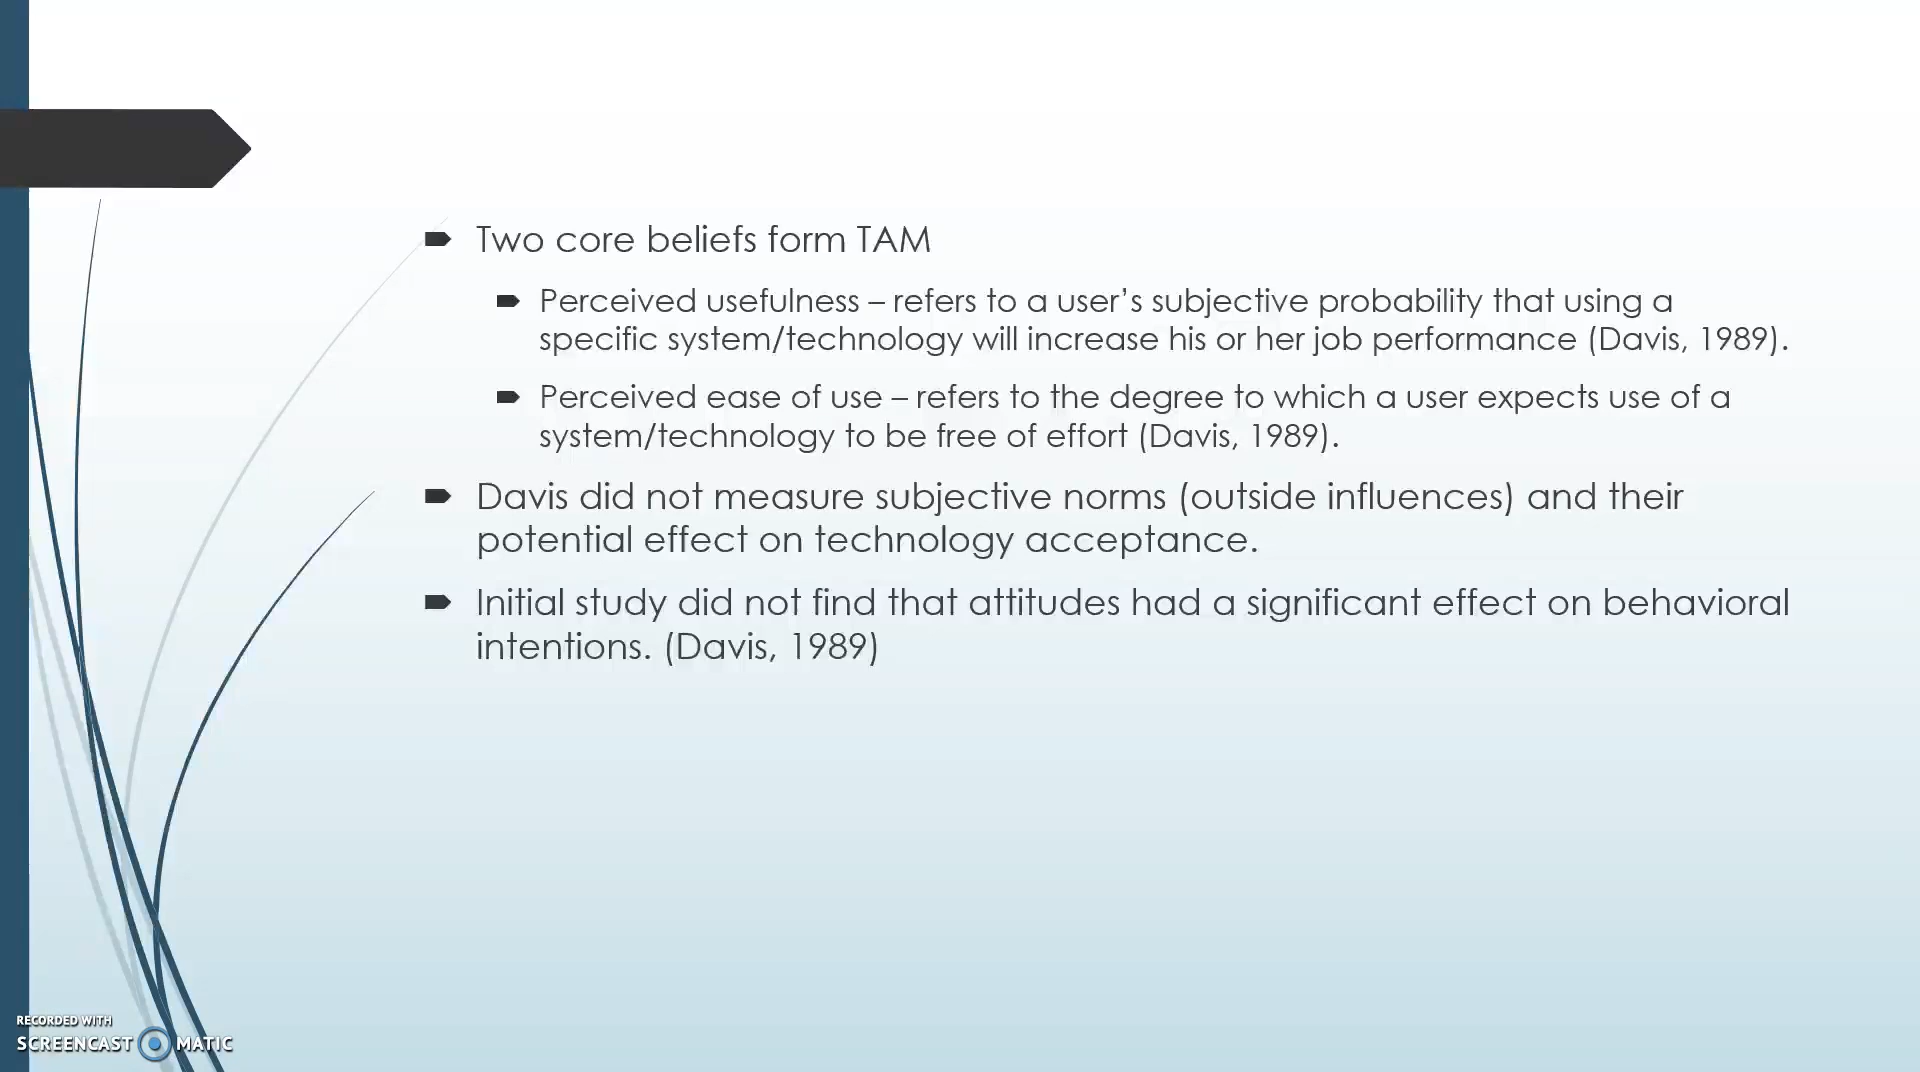 Two core beliefs form TAM
Perceived usefulness – refers to a user’s subjective probability that using a
specific system/technology will increase his or her job performance (Davis, 1989).
Perceived ease of use – refers to the degree to which a user expects use of a
system/technology to be free of effort (Davis, 1989).
Davis did not measure subjective norms (outside influences) and their
potential effect on technology acceptance.
Initial study did not find that attitudes had a significant effect on behavioral
intentions. (Davis, 1989)
RECORDED WITH
SCREENCAST MATIC